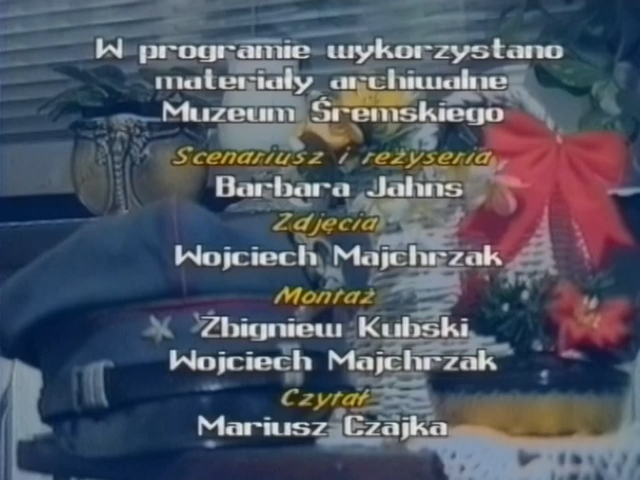 W programie wykorzystano
materiały archiwalne
Muzeum Śremskiego
Scenariusz i reżyseria
Barbara Jahns
Zdjęcia
Wojciech Majchrzak
Montaż
Zbigniew Kubski
Wojciech Majchrzak
Czytał
Mariusz Czajka